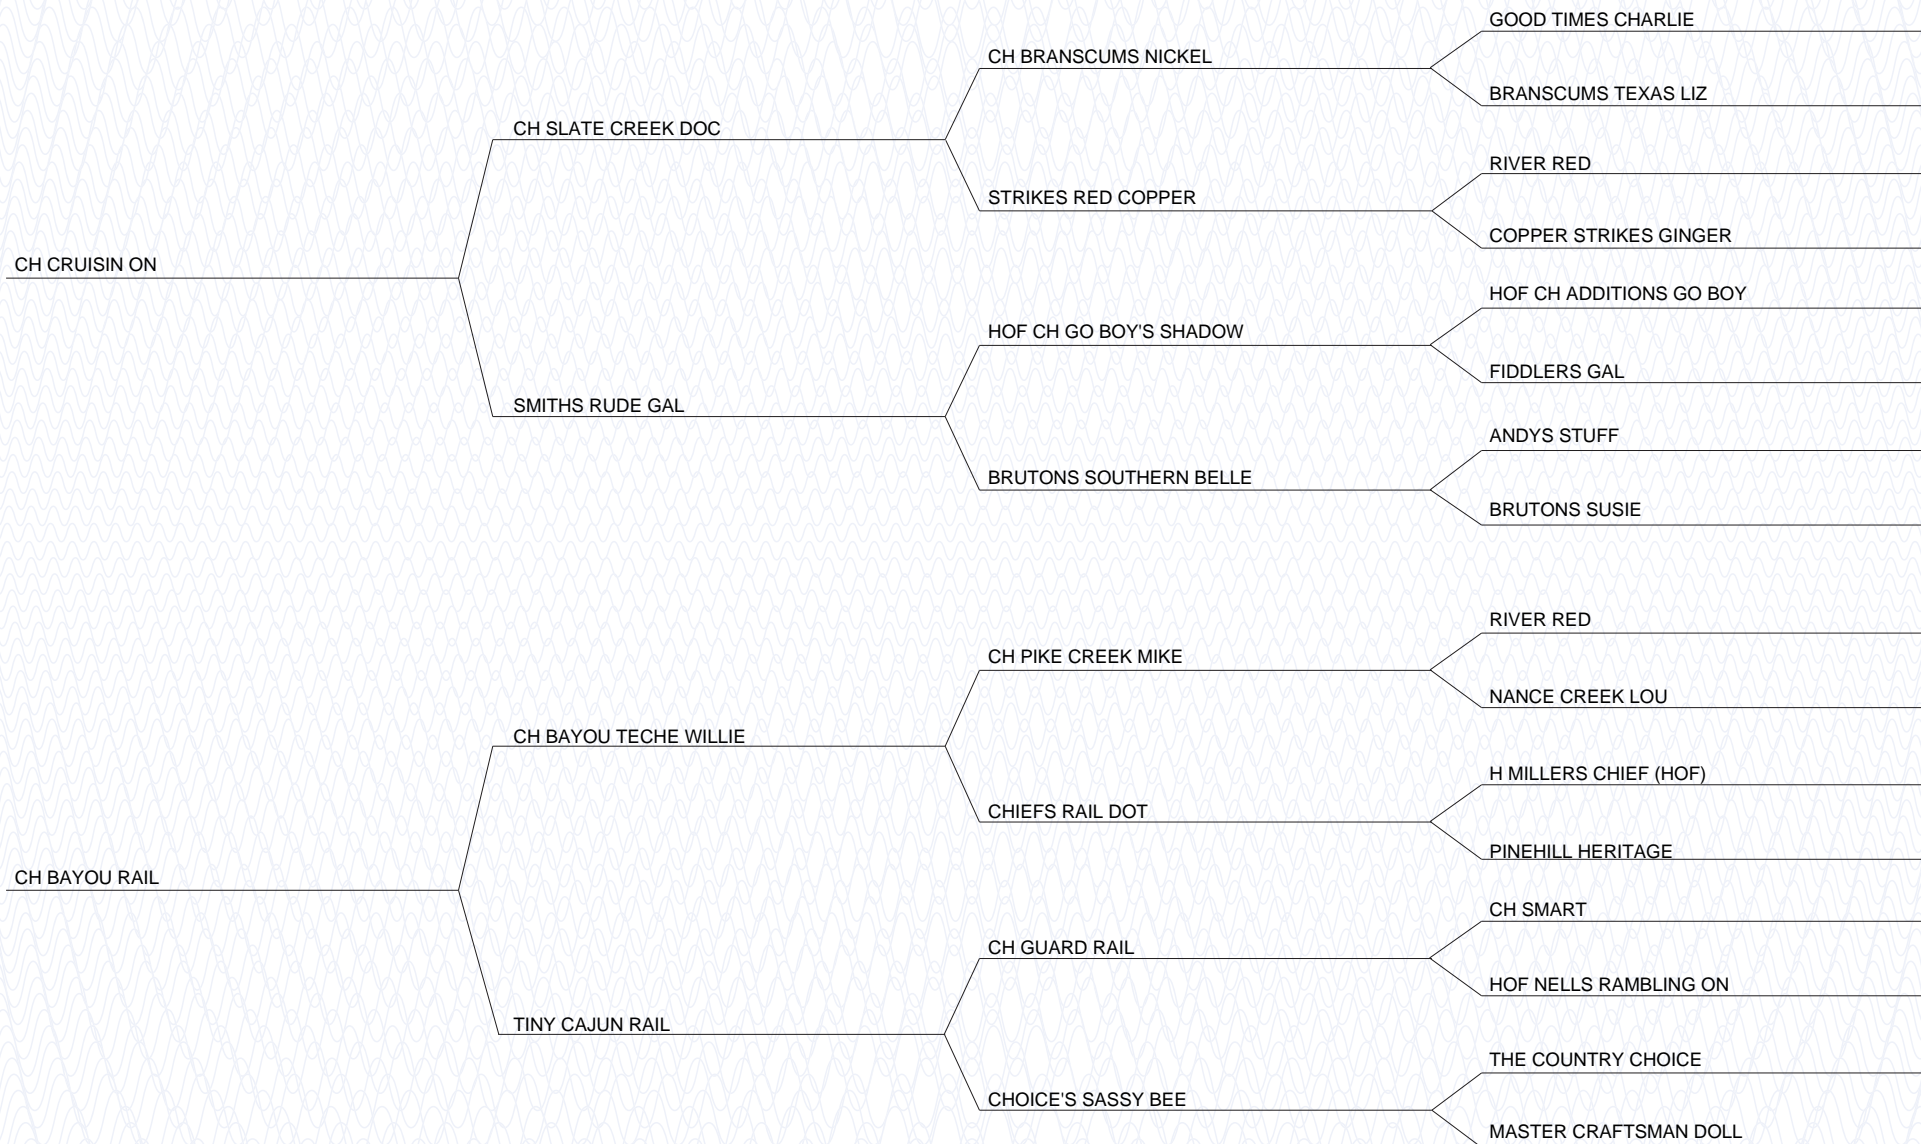 GOOD TIMES CHARLIE
CH BRANSCUMS NICKEL
BRANSCUMS TEXAS LIZ
CH SLATE CREEK DOC
RIVER RED
STRIKES RED COPPER
COPPER STRIKES GINGER
CH CRUISIN ON
HOF CH ADDITIONS GO BOY
HOF CH GO BOY'S SHADOW
FIDDLERS GAL
SMITHS RUDE GAL
ANDYS STUFF
BRUTONS SOUTHERN BELLE
BRUTONS SUSIE
RIVER RED
CH PIKE CREEK MIKE
NANCE CREEK LOU
CH BAYOU TECHE WILLIE
H MILLERS CHIEF (HOF)
CHIEFS RAIL DOT
PINEHILL HERITAGE
CH BAYOU RAIL
CH SMART
CH GUARD RAIL
HOF NELLS RAMBLING ON
TINY CAJUN RAIL
THE COUNTRY CHOICE
CHOICE'S SASSY BEE
MASTER CRAFTSMAN DOLL